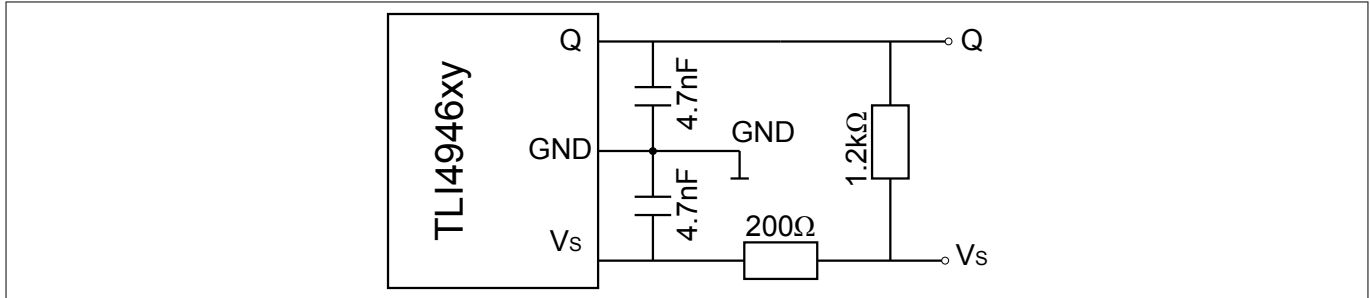 TLI4946xy
Q
4.7nF
Q
GND
GND
1.2kΩ
4.7nF
200Ω
Vs
Vs